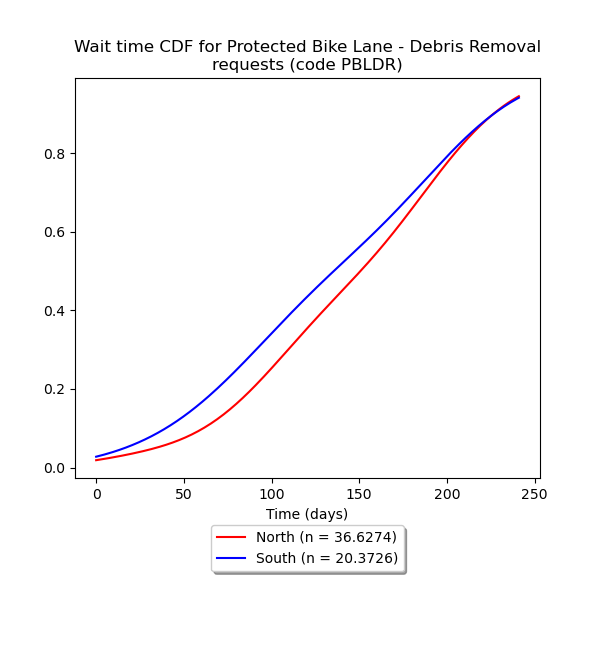 Wait time CDF for Protected Bike Lane - Debris Removal
requests (code PBLDR)
0.8
0.6
0.4
0.2
0.0
0 50 100 150 200 250
Time (days)
North (n = 36.6274)
South (n = 20.3726)